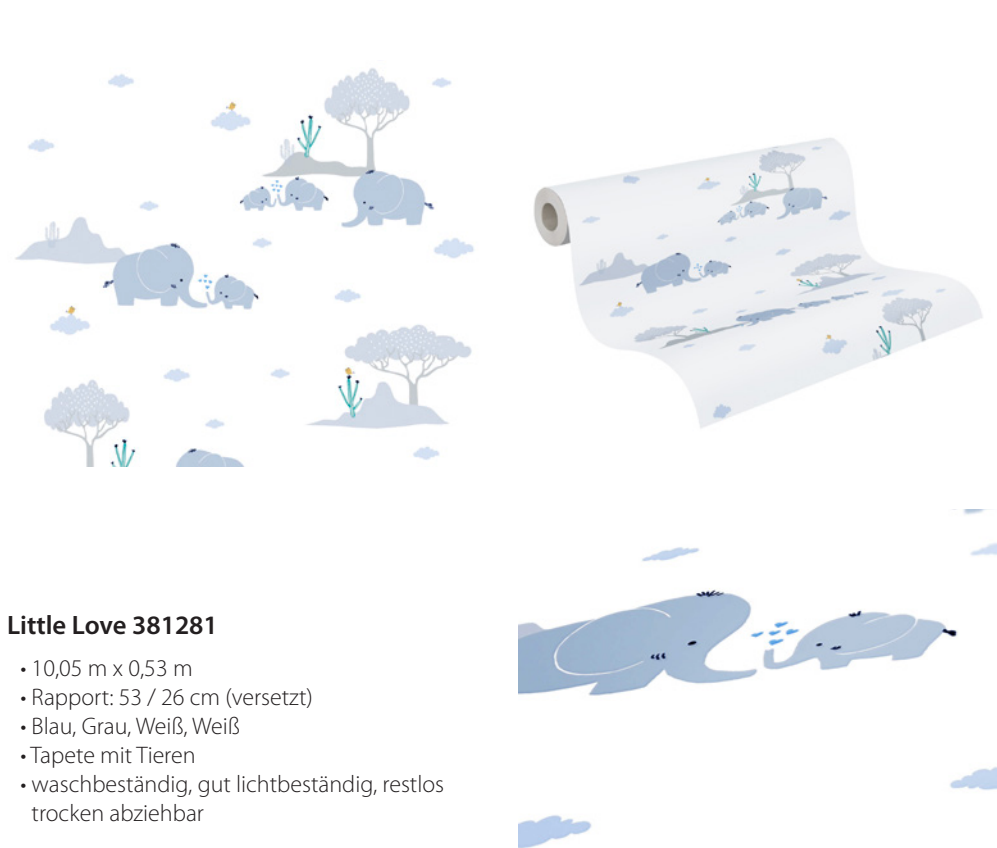 Little Love 381281
• 10,05 m x 0,53 m
• Rapport: 53 / 26 cm (versetzt)
• Blau, Grau, Weiß, Weiß
• Tapete mit Tieren
• waschbeständig, gut lichtbeständig, restlos
trocken abziehbar